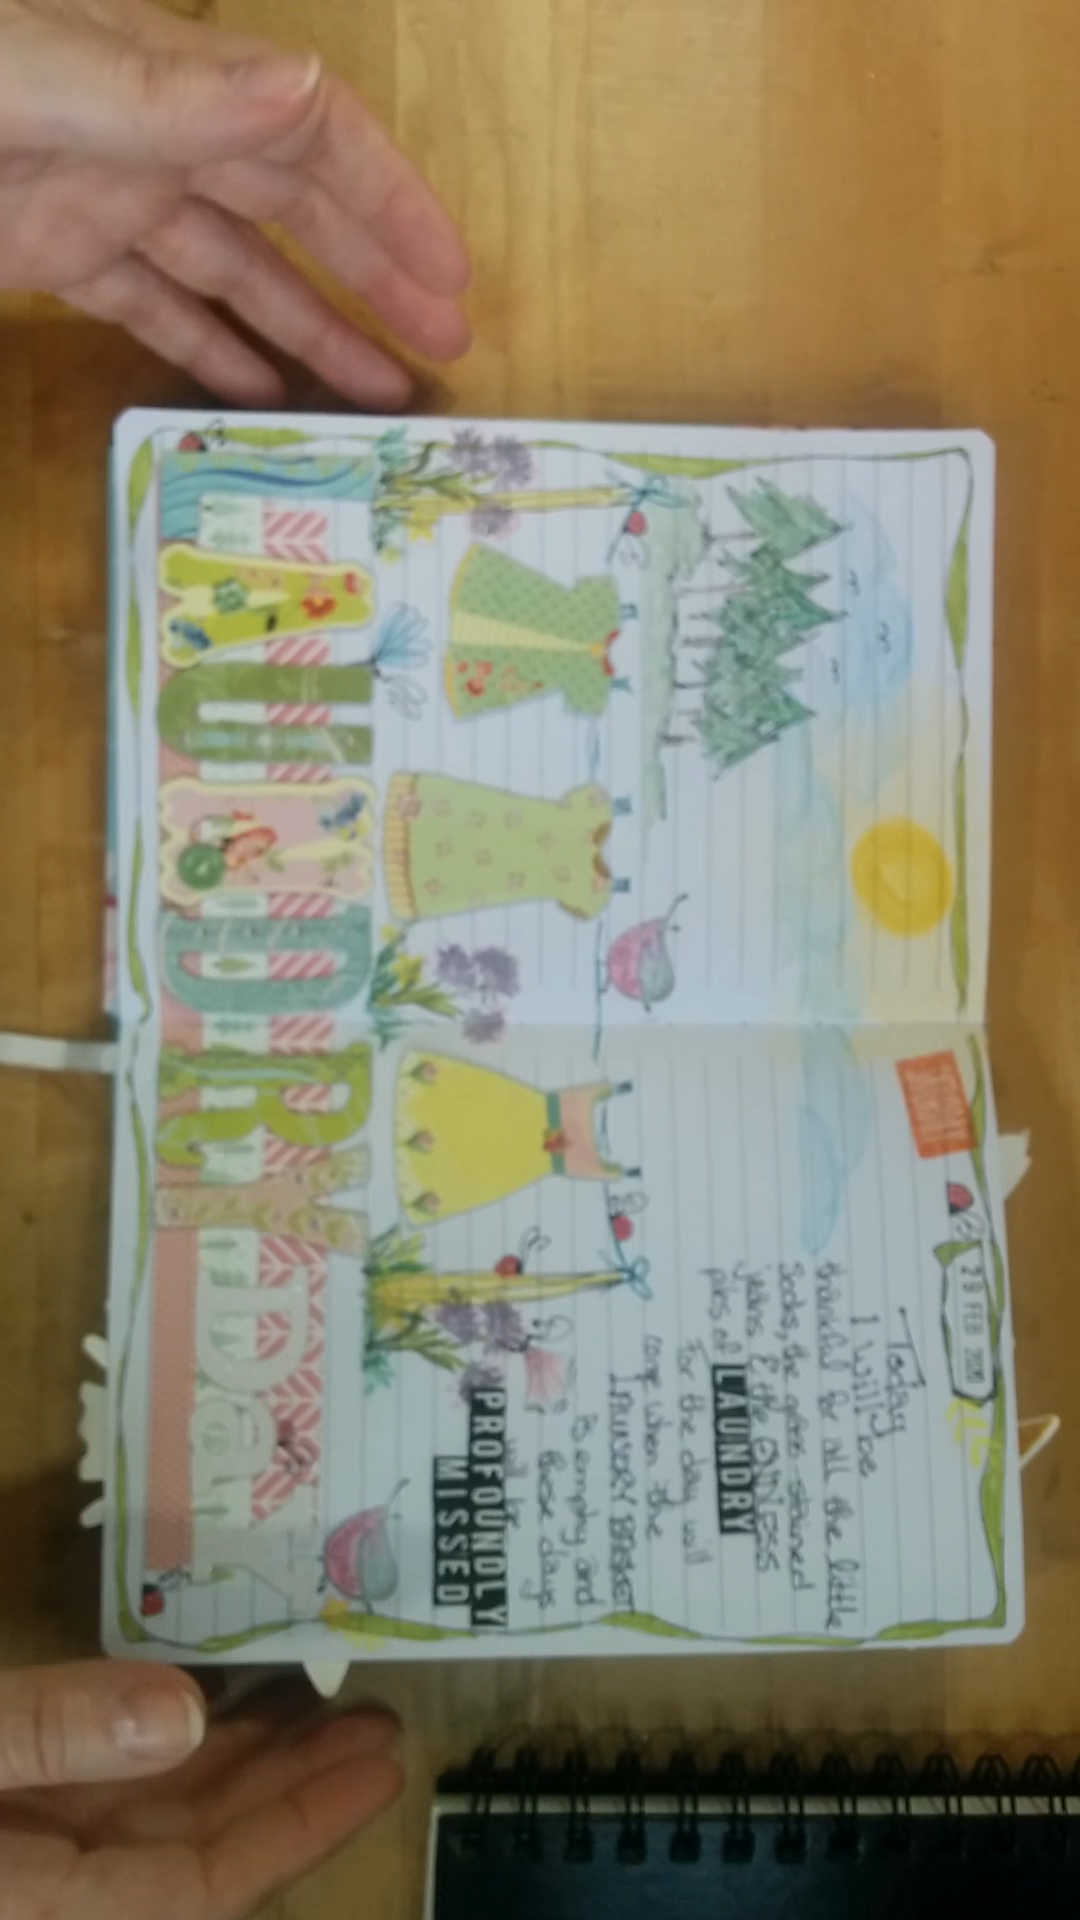 29 FEB 2020
Today
I will be
thankful for all the little
Socks, the grass-stained
jeans & the ENDLESS
piles of LAUNDRY
For the day will
come when the
LAUNDRY BASKET
is empty and
these days
will be
PROFOUNDLY
MISSED
LAUNDRY Day